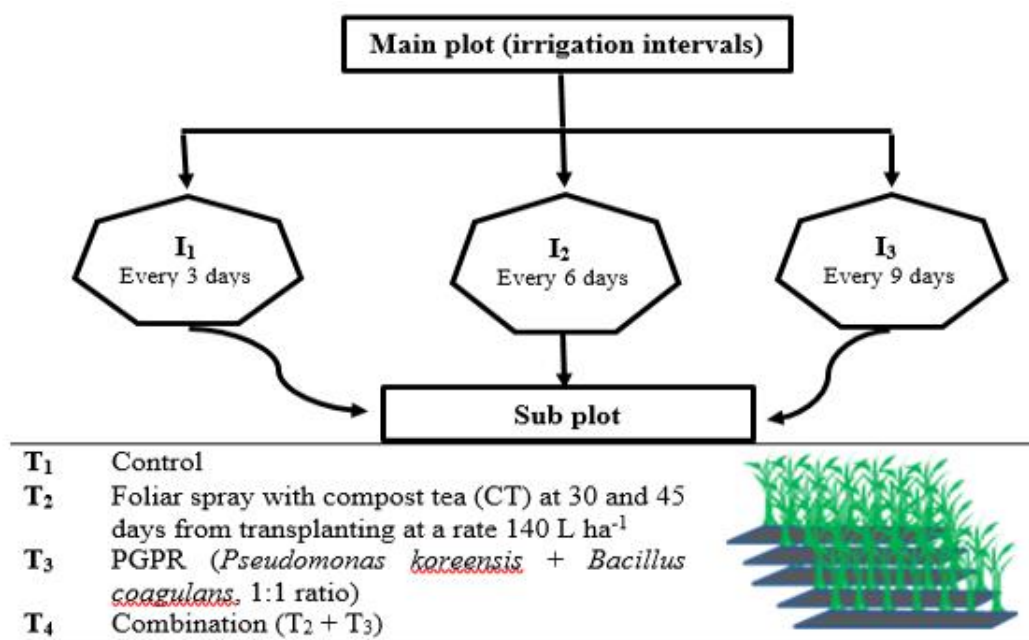 Main plot (irrigation intervals)
I₁
Every 3 days
I₂
Every 6 days
I₃
Every 9 days
Sub plot
T₁ Control
T₂ Foliar spray with compost tea (CT) at 30 and 45
days from transplanting at a rate 140 L ha⁻¹
T₃ PGPR (Pseudomonas koreensis + Bacillus
coagulans, 1:1 ratio)
T₄ Combination (T₂ + T₃)